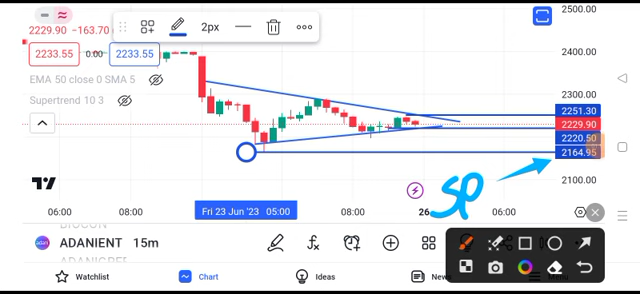 2229.90 −163.70
2233.55 0.00 2233.55
EMA 50 close 0 SMA 5
Supertrend 10 3
2px
2500.00
2400.00
2300.00
2251.30
2229.90
2220.50
2164.95
2100.00
SP
06:00 08:00 Fri 23 Jun '23 05:00 08:00 26 06:00
ADANIENT 15m
Watchlist Chart Ideas News Menu